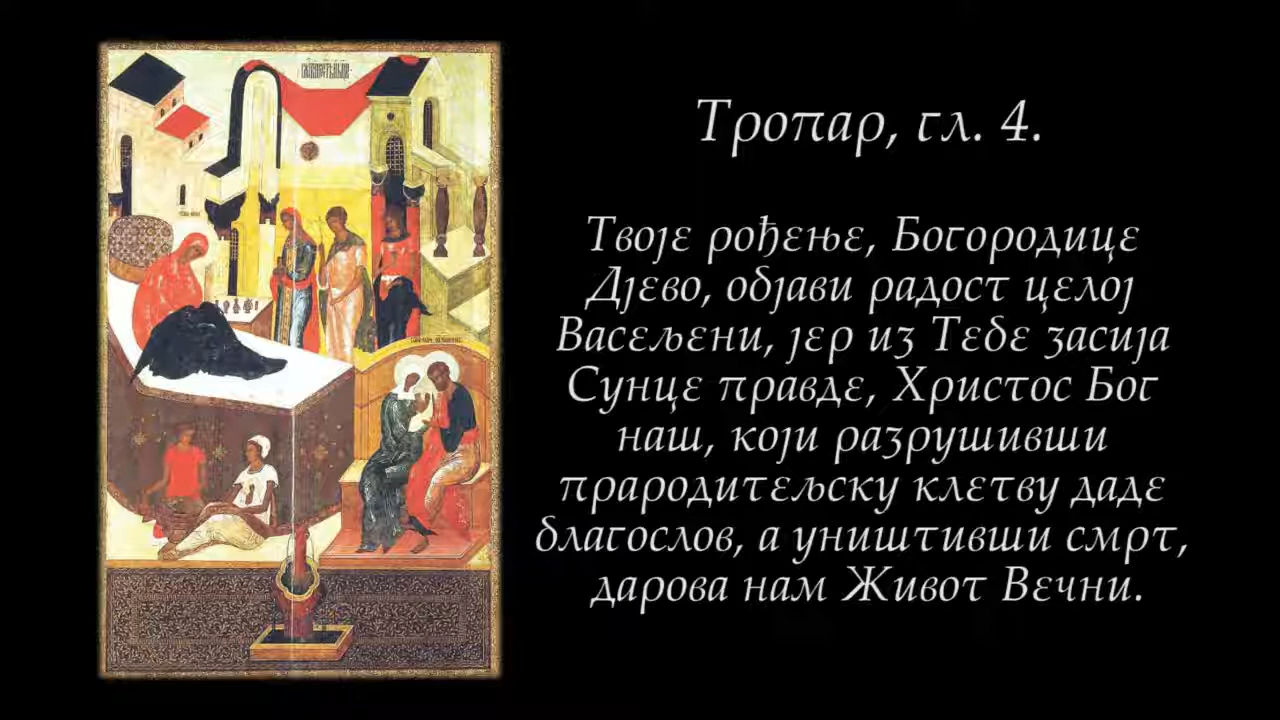 Тропар, гл. 4.
Твоје рођење, Богородице
Дјево, објави радост целој
Васељени, јер из Тебе засија
Сунце правде, Христос Бог
наш, који разрушивши
прародитељску клетву даде
благослов, а уништивши смрт,
дарова нам Живот Вечни.